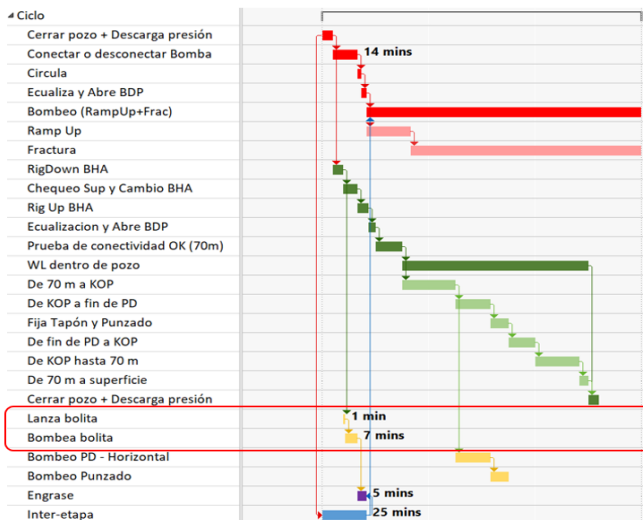 Ciclo
Cerrar pozo + Descarga presión
Conectar o desconectar Bomba 14 mins
Circula
Ecualiza y Abre BDP
Bombeo (RampUp+Frac)
Ramp Up
Fractura
RigDown BHA
Chequeo Sup y Cambio BHA
Rig Up BHA
Ecualizacion y Abre BDP
Prueba de conectividad OK (70m)
WL dentro de pozo
De 70 m a KOP
De KOP a fin de PD
Fija Tapón y Punzado
De fin de PD a KOP
De KOP hasta 70 m
De 70 m a superficie
Cerrar pozo + Descarga presión
Lanza bolita 1 min
Bombea bolita 7 mins
Bombeo PD - Horizontal
Bombeo Punzado
Engrase 5 mins
Inter-etapa 25 mins